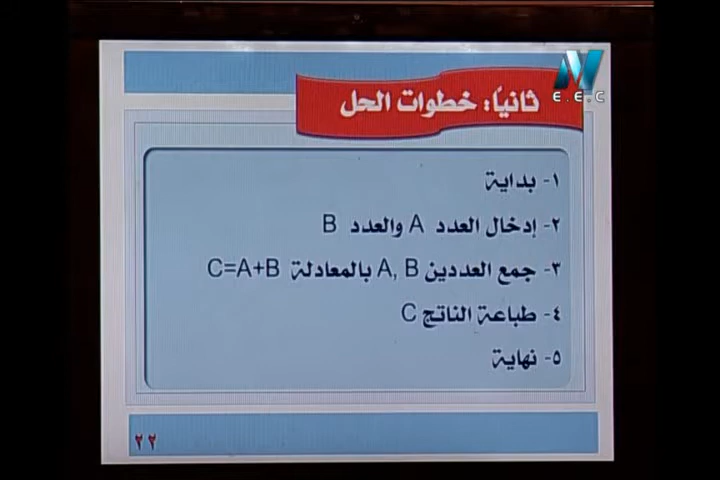 E.E.C
ثانياً: خطوات الحل
١- بداية
٢- إدخال العدد A والعدد B
٣- جمع العددين A, B بالمعادلة C=A+B
٤- طباعة الناتج C
٥- نهاية
٢٢